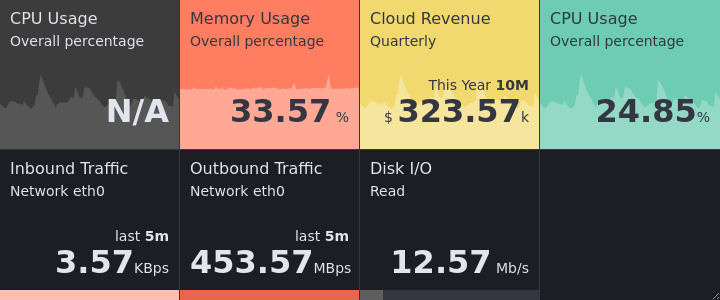 CPU Usage
Overall percentage
N/A
Memory Usage
Overall percentage
33.57 %
Cloud Revenue
Quarterly
This Year 10M
$ 323.57 k
CPU Usage
Overall percentage
24.85 %
Inbound Traffic
Network eth0
last 5m
3.57 KBps
Outbound Traffic
Network eth0
last 5m
453.57 MBps
Disk I/O
Read
12.57 Mb/s